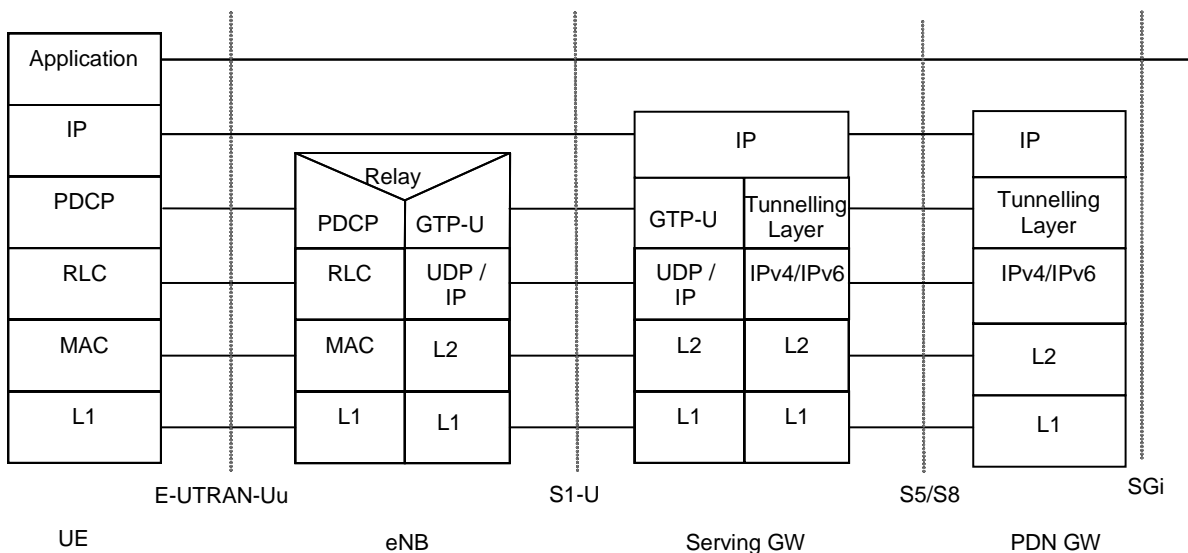 Application
IP
IP
IP
Relay
PDCP
PDCP
GTP-U
GTP-U
Tunnelling
Layer
Tunnelling
Layer
RLC
RLC
UDP /
IP
UDP /
IP
IPv4/IPv6
IPv4/IPv6
MAC
MAC
L2
L2
L2
L2
L1
L1
L1
L1
L1
L1
E-UTRAN-Uu
S1-U
S5/S8
SGi
UE
eNB
Serving GW
PDN GW